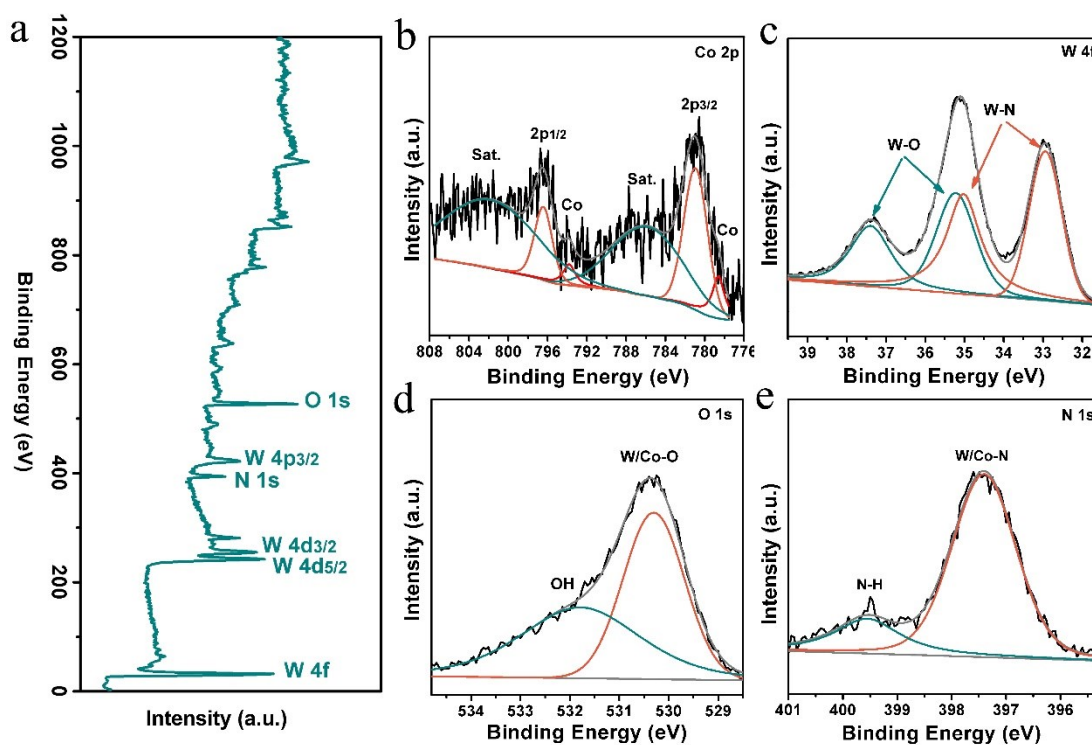 a
1200
1000
800
600
400
200
0
Binding Energy (eV)
Intensity (a.u.)
O 1s
W 4p3/2
N 1s
W 4d3/2
W 4d5/2
W 4f
b
Co 2p
Intensity (a.u.)
Sat.
2p1/2
Co
Sat.
2p3/2
Co
808 804 800 796 792 788 784 780 776
Binding Energy (eV)
c
W 4f
Intensity (a.u.)
W-O
W-N
39 38 37 36 35 34 33 32
Binding Energy (eV)
d
O 1s
Intensity (a.u.)
OH
W/Co-O
534 533 532 531 530 529
Binding Energy (eV)
e
N 1s
Intensity (a.u.)
N-H
W/Co-N
401 400 399 398 397 396
Binding Energy (eV)